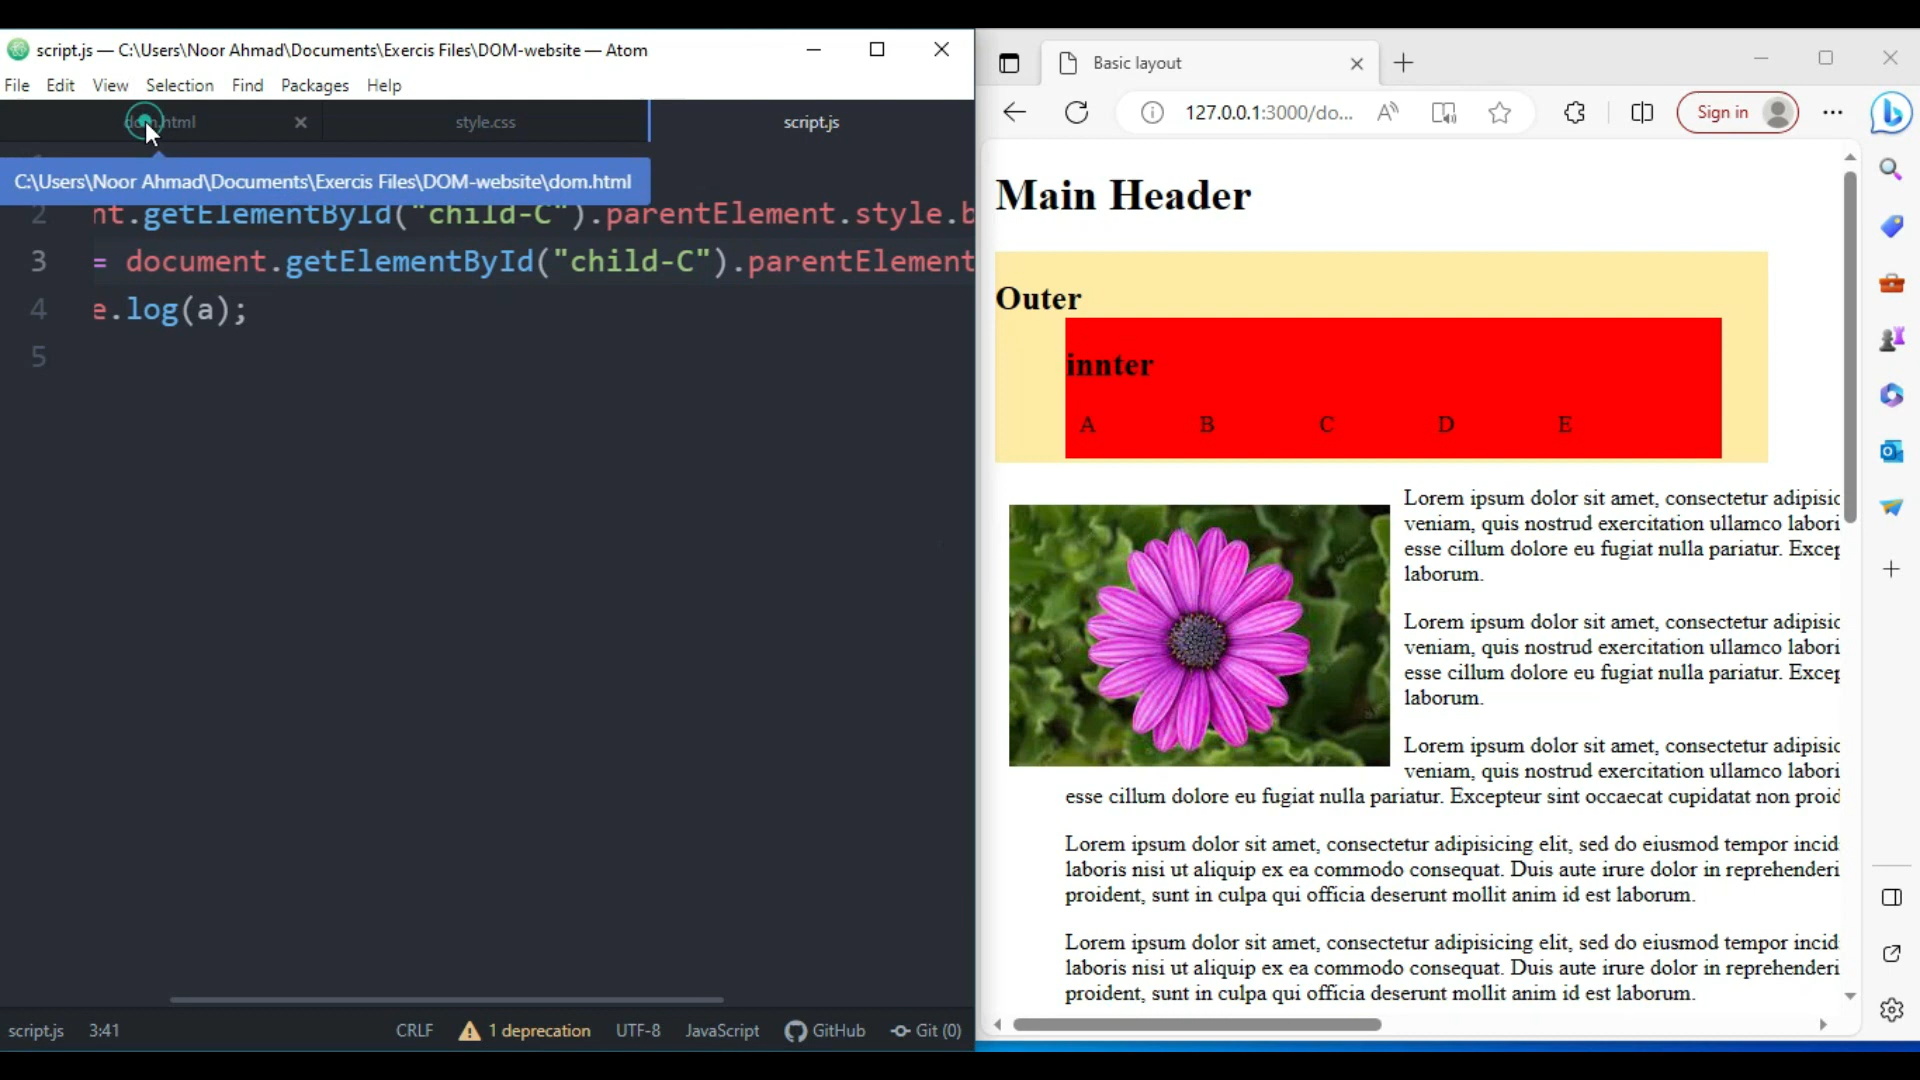 script.js — C:\Users\Noor Ahmad\Documents\Exercis Files\DOM-website — Atom
File Edit View Selection Find Packages Help
dom.html
style.css
script.js
C:\Users\Noor Ahmad\Documents\Exercis Files\DOM-website\dom.html
2 nt.getElementById("child-C").parentElement.style.b
3 = document.getElementById("child-C").parentElement
4 e.log(a);
5
script.js 3:41 CRLF 1 deprecation UTF-8 JavaScript GitHub Git (0)
Basic layout
127.0.0.1:3000/do...
Sign in
Main Header
Outer
innter
A B C D E
Lorem ipsum dolor sit amet, consectetur adipisic
veniam, quis nostrud exercitation ullamco labori
esse cillum dolore eu fugiat nulla pariatur. Excep
laborum.
Lorem ipsum dolor sit amet, consectetur adipisic
veniam, quis nostrud exercitation ullamco labori
esse cillum dolore eu fugiat nulla pariatur. Excep
laborum.
Lorem ipsum dolor sit amet, consectetur adipisic
veniam, quis nostrud exercitation ullamco labori
esse cillum dolore eu fugiat nulla pariatur. Excepteur sint occaecat cupidatat non proid
Lorem ipsum dolor sit amet, consectetur adipisicing elit, sed do eiusmod tempor incid
laboris nisi ut aliquip ex ea commodo consequat. Duis aute irure dolor in reprehenderi
proident, sunt in culpa qui officia deserunt mollit anim id est laborum.
Lorem ipsum dolor sit amet, consectetur adipisicing elit, sed do eiusmod tempor incid
laboris nisi ut aliquip ex ea commodo consequat. Duis aute irure dolor in reprehenderi
proident, sunt in culpa qui officia deserunt mollit anim id est laborum.